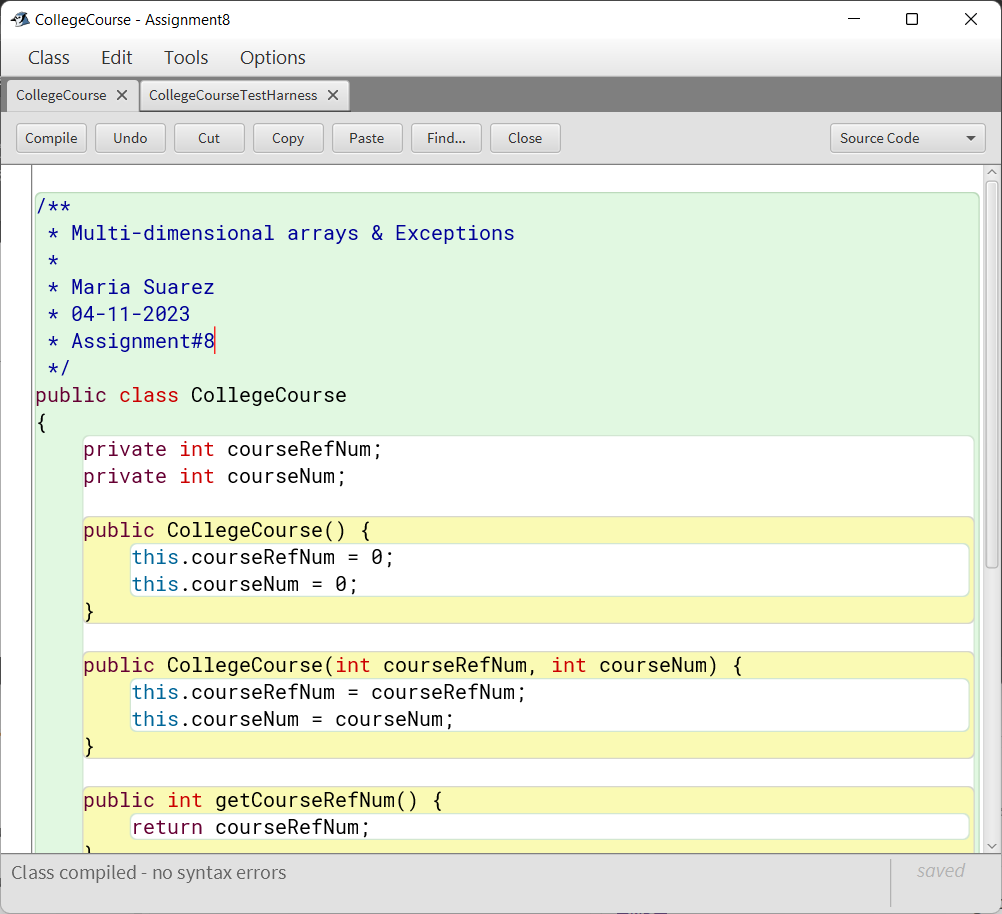 CollegeCourse - Assignment8
Class Edit Tools Options
CollegeCourse CollegeCourseTestHarness
Compile Undo Cut Copy Paste Find... Close Source Code
/**
 * Multi-dimensional arrays & Exceptions
 *
 * Maria Suarez
 * 04-11-2023
 * Assignment#8
 */
public class CollegeCourse
{
    private int courseRefNum;
    private int courseNum;

    public CollegeCourse() {
        this.courseRefNum = 0;
        this.courseNum = 0;
    }

    public CollegeCourse(int courseRefNum, int courseNum) {
        this.courseRefNum = courseRefNum;
        this.courseNum = courseNum;
    }

    public int getCourseRefNum() {
        return courseRefNum;
    }
Class compiled - no syntax errors
saved